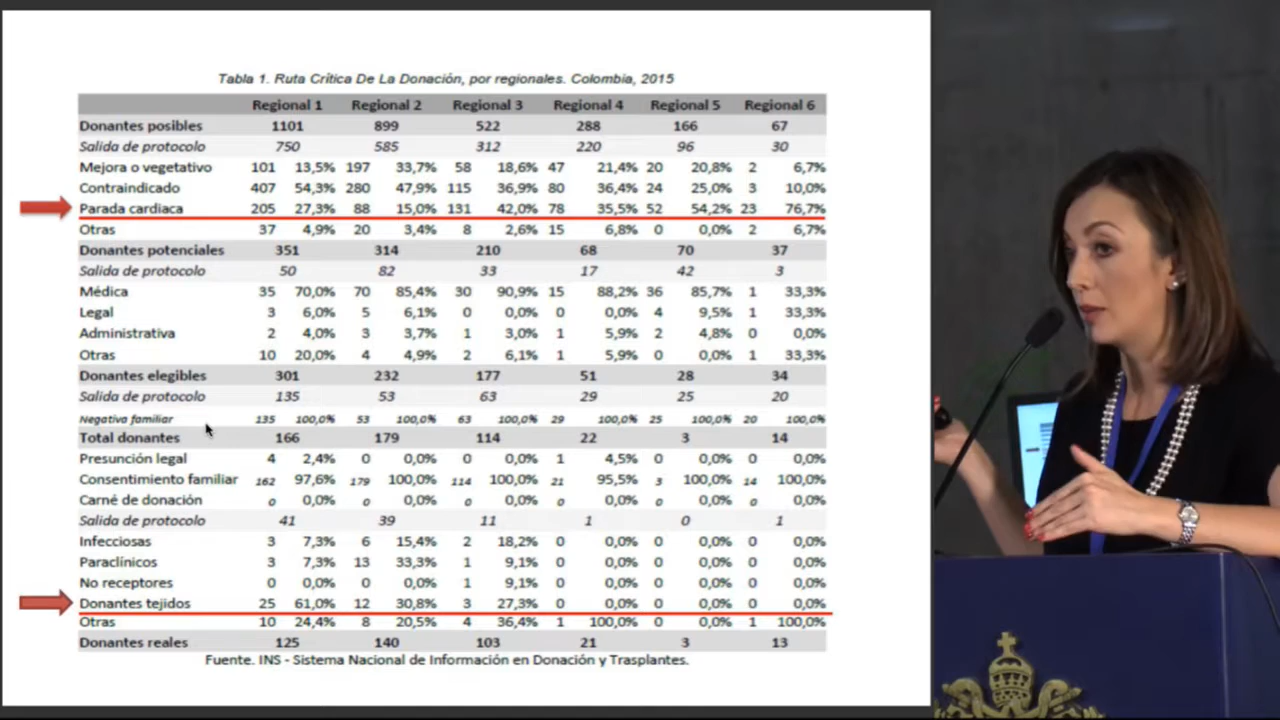 Tabla 1. Ruta Crítica De La Donación, por regionales. Colombia, 2015
Regional 1 Regional 2 Regional 3 Regional 4 Regional 5 Regional 6
Donantes posibles 1101 899 522 288 166 67
Salida de protocolo 750 585 312 220 96 30
Mejora o vegetativo 101 13,5% 197 33,7% 58 18,6% 47 21,4% 20 20,8% 2 6,7%
Contraindicado 407 54,3% 280 47,9% 115 36,9% 80 36,4% 24 25,0% 3 10,0%
Parada cardiaca 205 27,3% 88 15,0% 131 42,0% 78 35,5% 52 54,2% 23 76,7%
Otras 37 4,9% 20 3,4% 8 2,6% 15 6,8% 0 0,0% 2 6,7%
Donantes potenciales 351 314 210 68 70 37
Salida de protocolo 50 82 33 17 42 3
Médica 35 70,0% 70 85,4% 30 90,9% 15 88,2% 36 85,7% 1 33,3%
Legal 3 6,0% 5 6,1% 0 0,0% 0 0,0% 4 9,5% 1 33,3%
Administrativa 2 4,0% 3 3,7% 1 3,0% 1 5,9% 2 4,8% 0 0,0%
Otras 10 20,0% 4 4,9% 2 6,1% 1 5,9% 0 0,0% 1 33,3%
Donantes elegibles 301 232 177 51 28 34
Salida de protocolo 135 53 63 29 25 20
Negativa familiar 135 100,0% 53 100,0% 63 100,0% 29 100,0% 25 100,0% 20 100,0%
Total donantes 166 179 114 22 3 14
Presunción legal 4 2,4% 0 0,0% 0 0,0% 1 4,5% 0 0,0% 0 0,0%
Consentimiento familiar 162 97,6% 179 100,0% 114 100,0% 21 95,5% 3 100,0% 14 100,0%
Carné de donación 0 0,0% 0 0,0% 0 0,0% 0 0,0% 0 0,0% 0 0,0%
Salida de protocolo 41 39 11 1 0 1
Infecciosas 3 7,3% 6 15,4% 2 18,2% 0 0,0% 0 0,0% 0 0,0%
Paraclínicos 3 7,3% 13 33,3% 1 9,1% 0 0,0% 0 0,0% 0 0,0%
No receptores 0 0,0% 0 0,0% 1 9,1% 0 0,0% 0 0,0% 0 0,0%
Donantes tejidos 25 61,0% 12 30,8% 3 27,3% 0 0,0% 0 0,0% 0 0,0%
Otras 10 24,4% 8 20,5% 4 36,4% 1 100,0% 0 0,0% 1 100,0%
Donantes reales 125 140 103 21 3 13
Fuente. INS - Sistema Nacional de Información en Donación y Trasplantes.